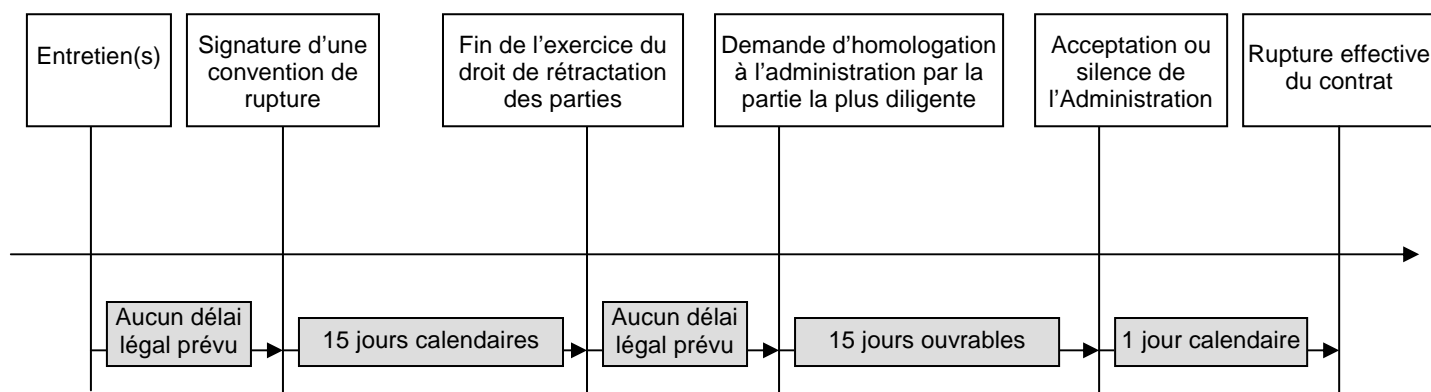 Entretien(s)
Signature d’une
convention de
rupture
Fin de l’exercice du
droit de rétractation
des parties
Demande d’homologation
à l’administration par la
partie la plus diligente
Acceptation ou
silence de
l’Administration
Rupture effective
du contrat
Aucun délai
légal prévu
15 jours calendaires
Aucun délai
légal prévu
15 jours ouvrables
1 jour calendaire